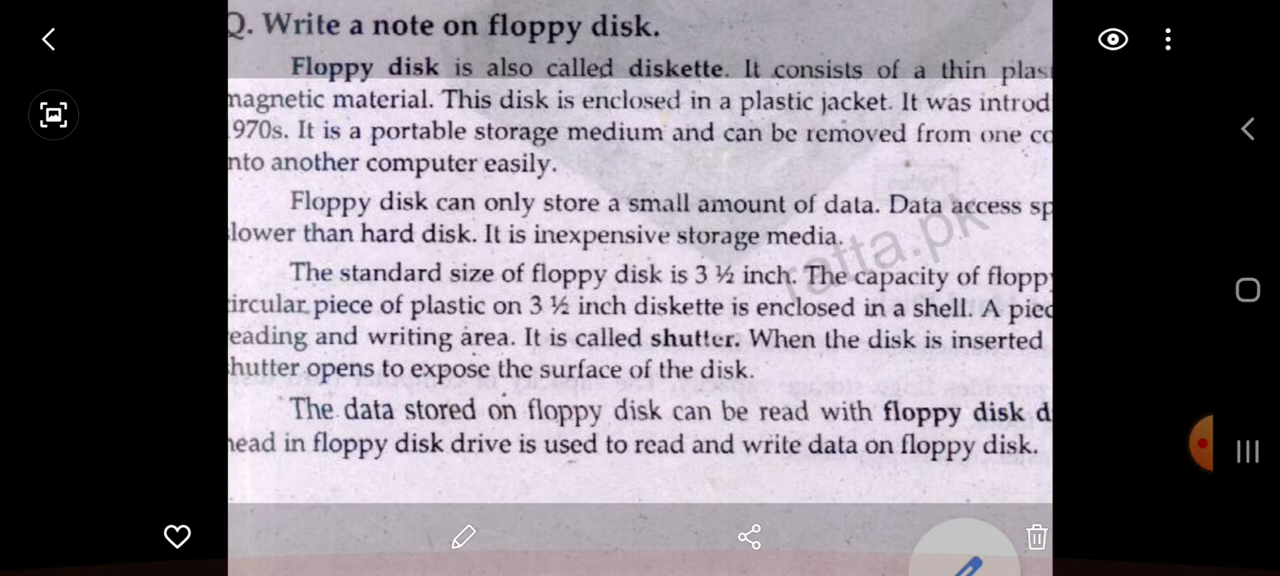 Q. Write a note on floppy disk.
Floppy disk is also called diskette. It consists of a thin plas
magnetic material. This disk is enclosed in a plastic jacket. It was introd
970s. It is a portable storage medium and can be removed from one co
nto another computer easily.
Floppy disk can only store a small amount of data. Data access sp
lower than hard disk. It is inexpensive storage media.
The standard size of floppy disk is 3 ½ inch. The capacity of floppy
circular piece of plastic on 3 ½ inch diskette is enclosed in a shell. A piec
eading and writing area. It is called shutter. When the disk is inserted
hutter opens to expose the surface of the disk.
The data stored on floppy disk can be read with floppy disk d
head in floppy disk drive is used to read and write data on floppy disk.
ratta.pk